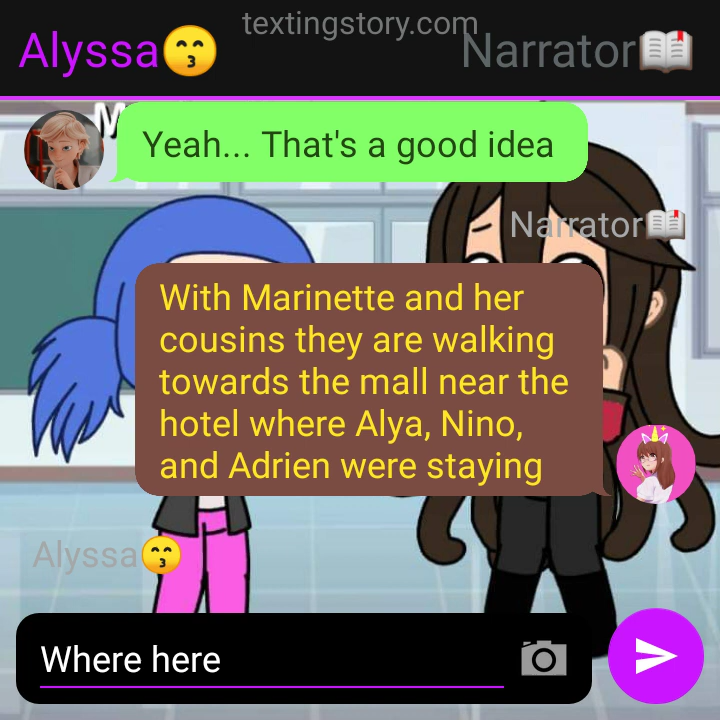 textingstory.com
Alyssa😙 Narrator📖
M
Yeah... That's a good idea
Narrator📖
With Marinette and her
cousins they are walking
towards the mall near the
hotel where Alya, Nino,
and Adrien were staying
Alyssa😙
Where here